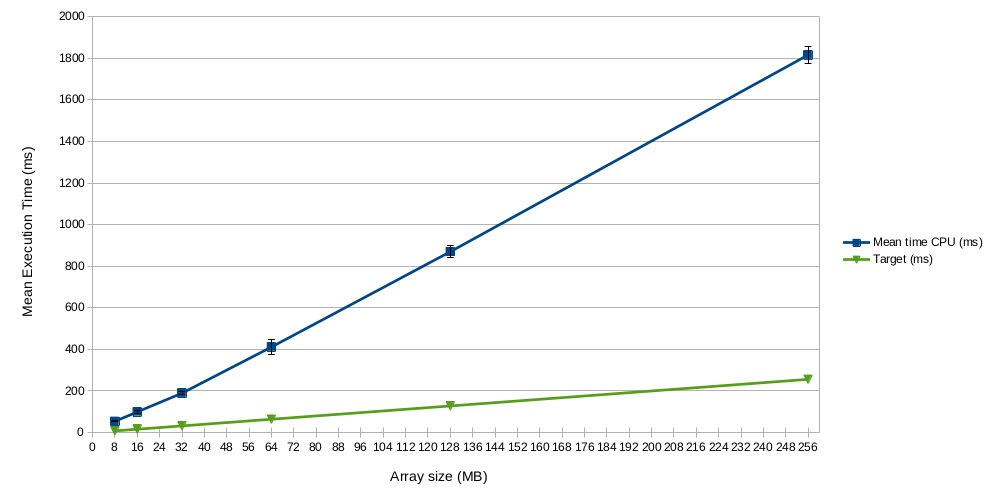 2000
1800
1600
1400
1200
1000
800
600
400
200
0
Mean Execution Time (ms)
0 8 16 24 32 40 48 56 64 72 80 88 96 104 112 120 128 136 144 152 160 168 176 184 192 200 208 216 224 232 240 248 256
Array size (MB)
Mean time CPU (ms)
Target (ms)